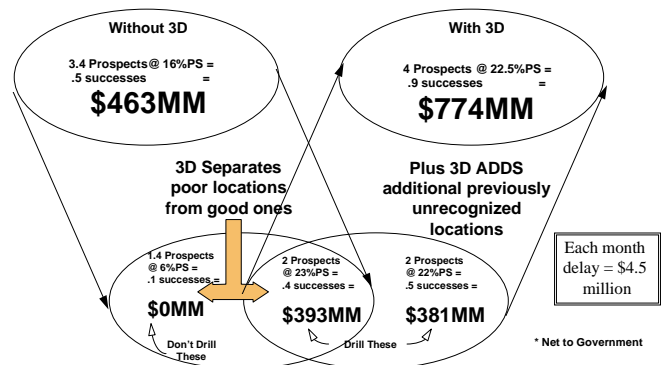 Without 3D
3.4 Prospects@ 16%PS =
.5 successes =
$463MM
With 3D
4 Prospects @ 22.5%PS =
.9 successes =
$774MM
3D Separates
poor locations
from good ones
Plus 3D ADDS
additional previously
unrecognized
locations
1.4 Prospects
@ 6%PS =
.1 successes =
$0MM
Don't Drill
These
2 Prospects
@ 23%PS =
.4 successes =
$393MM
2 Prospects
@ 22%PS =
.5 successes =
$381MM
Drill These
Each month
delay = $4.5
million
* Net to Government